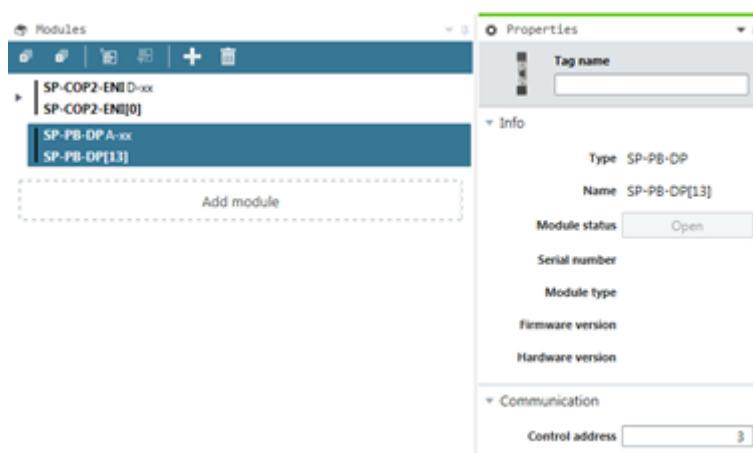 Modules
SP-COP2-ENI D-xx
SP-COP2-ENI[0]
SP-PB-DP A-xx
SP-PB-DP[13]
Add module
Properties
Tag name
Info
Type SP-PB-DP
Name SP-PB-DP[13]
Module status Open
Serial number
Module type
Firmware version
Hardware version
Communication
Control address 3